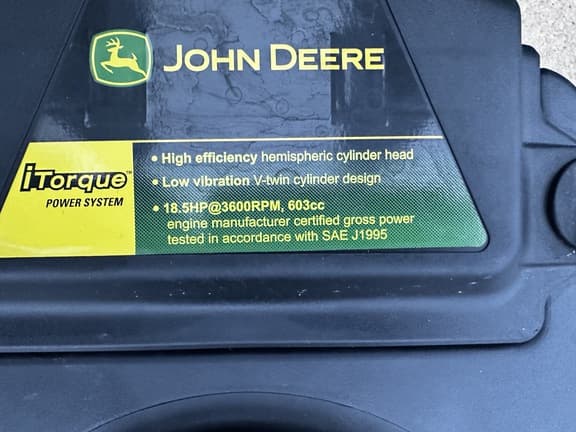 JOHN DEERE
iTorque™
POWER SYSTEM
• High efficiency hemispheric cylinder head
• Low vibration V-twin cylinder design
• 18.5HP@3600RPM, 603cc
engine manufacturer certified gross power
tested in accordance with SAE J1995